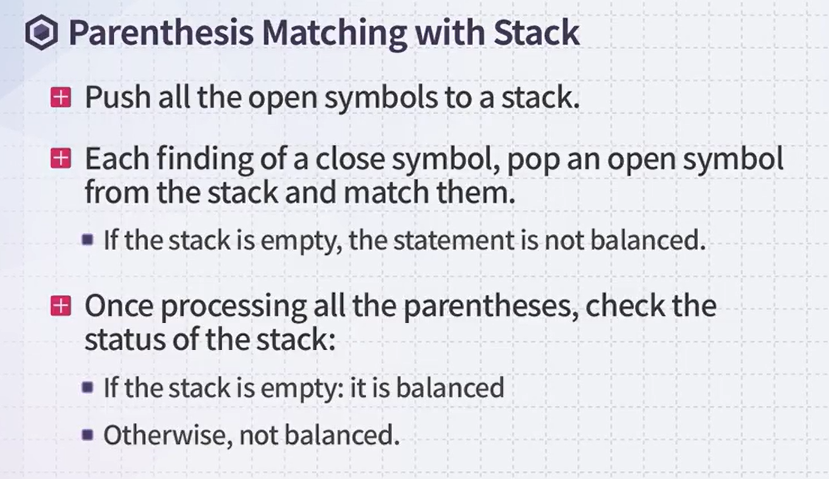 Parenthesis Matching with Stack
Push all the open symbols to a stack.
Each finding of a close symbol, pop an open symbol
from the stack and match them.
If the stack is empty, the statement is not balanced.
Once processing all the parentheses, check the
status of the stack:
If the stack is empty: it is balanced
Otherwise, not balanced.